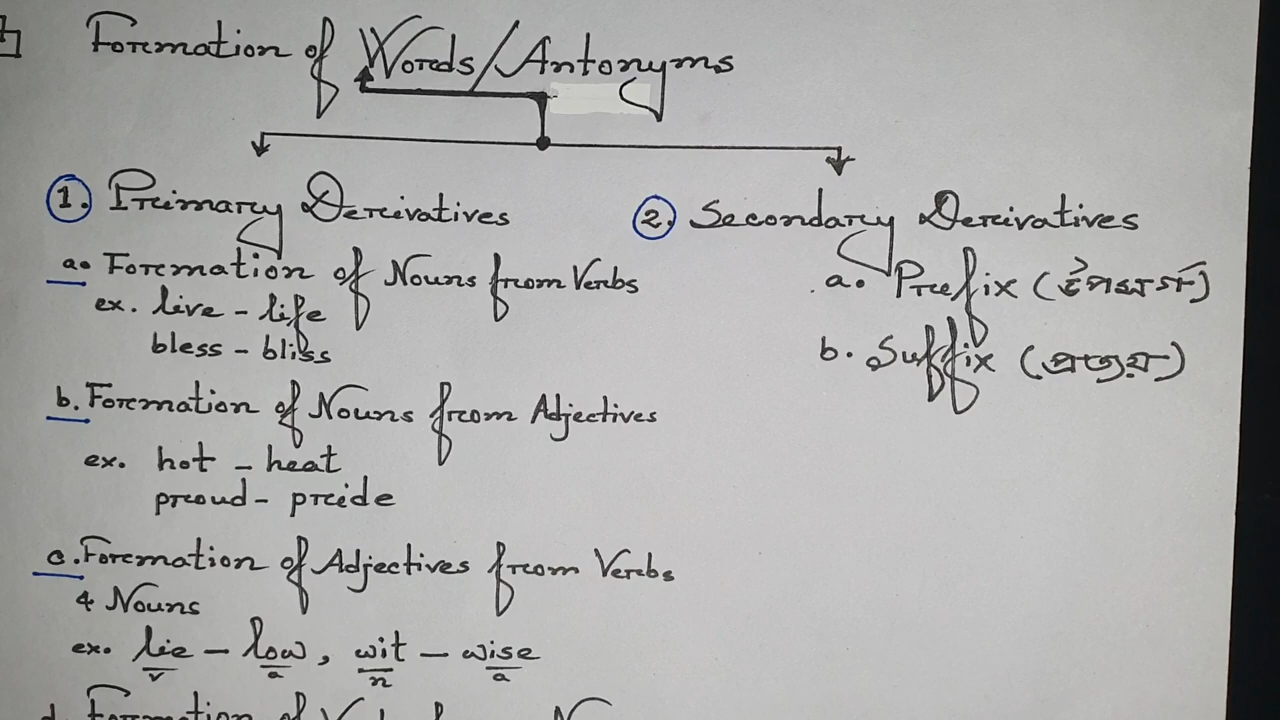 Formation of Words/Antonyms
1. Primary Derivatives
a. Formation of Nouns from Verbs
ex. live - life
bless - bliss
b. Formation of Nouns from Adjectives
ex. hot - heat
proud - pride
c. Formation of Adjectives from Verbs
& Nouns
ex. lie - low, wit - wise
v a n a
d. Formation of
2. Secondary Derivatives
a. Prefix (উপসর্গ)
b. Suffix (প্রত্যয়)